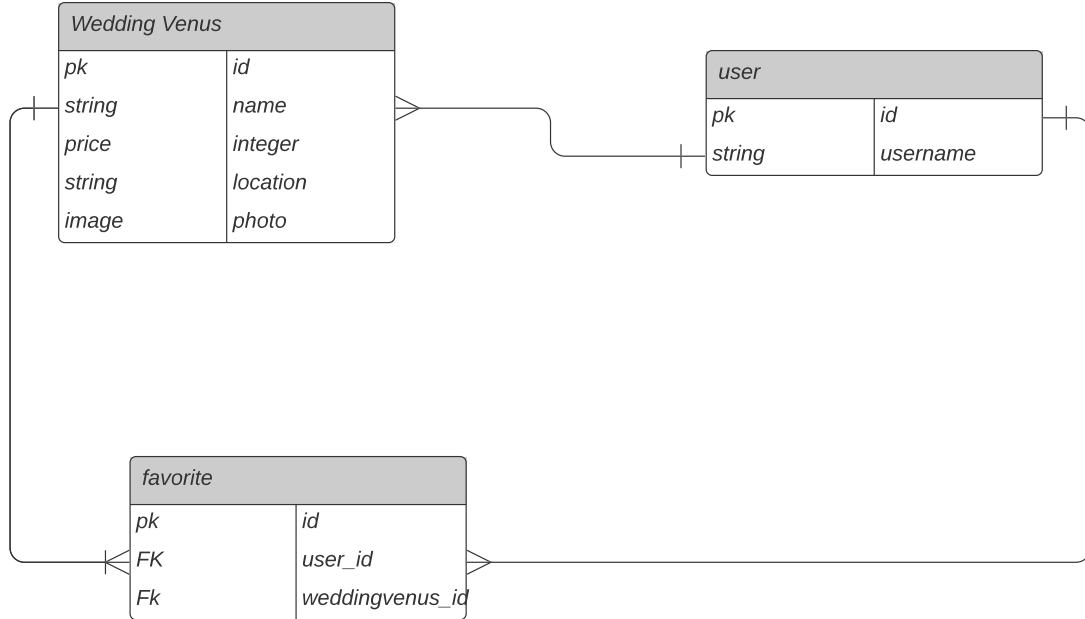 Wedding Venus
pk id
string name
price integer
string location
image photo
user
pk id
string username
favorite
pk id
FK user_id
Fk weddingvenus_id